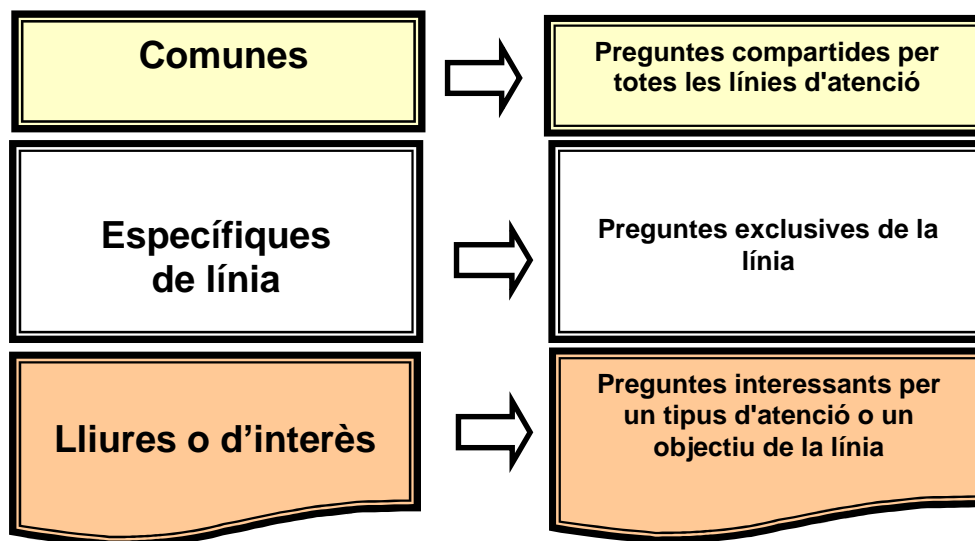 Comunes
Preguntes compartides per
totes les línies d'atenció
Específiques
de línia
Preguntes exclusives de la
línia
Lliures o d’interès
Preguntes interessants per
un tipus d'atenció o un
objectiu de la línia